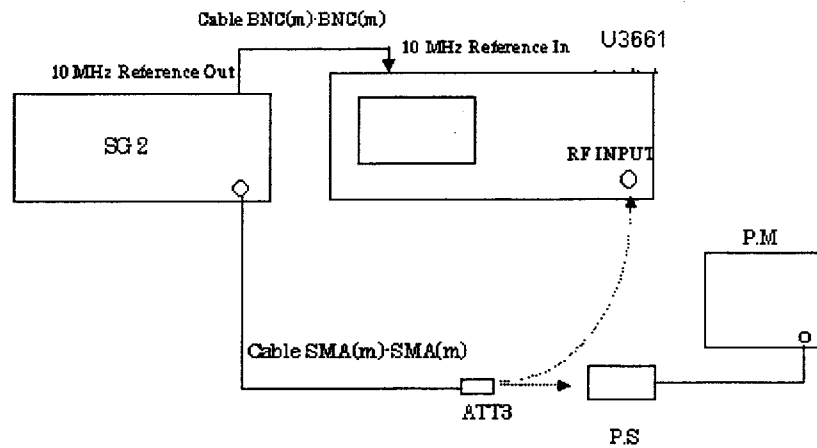 Cable BNC(m)-BNC(m)
U3661
10 MHz Reference In
10 MHz Reference Out
SG 2
RF INPUT
P.M
Cable SMA(m)-SMA(m)
ATT3
P.S